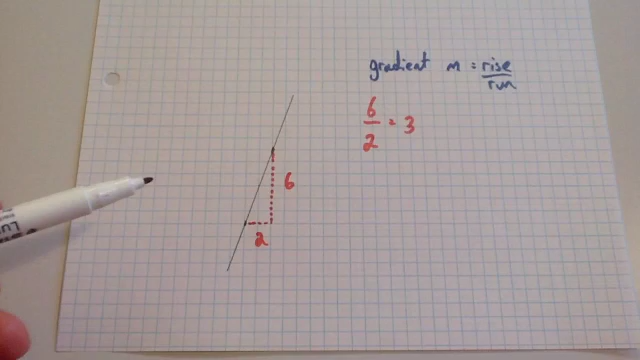 gradient m = rise
run
6
2
= 3
6
2